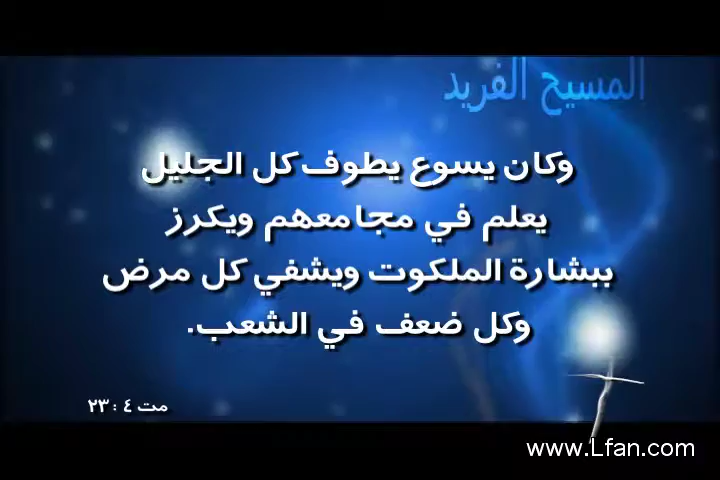 المسيح الفريد
وكان يسوع يطوف كل الجليل
يعلم في مجامعهم ويكرز
ببشارة الملكوت ويشفي كل مرض
وكل ضعف في الشعب.
مت ٤ : ٢٣
www.Lfan.com